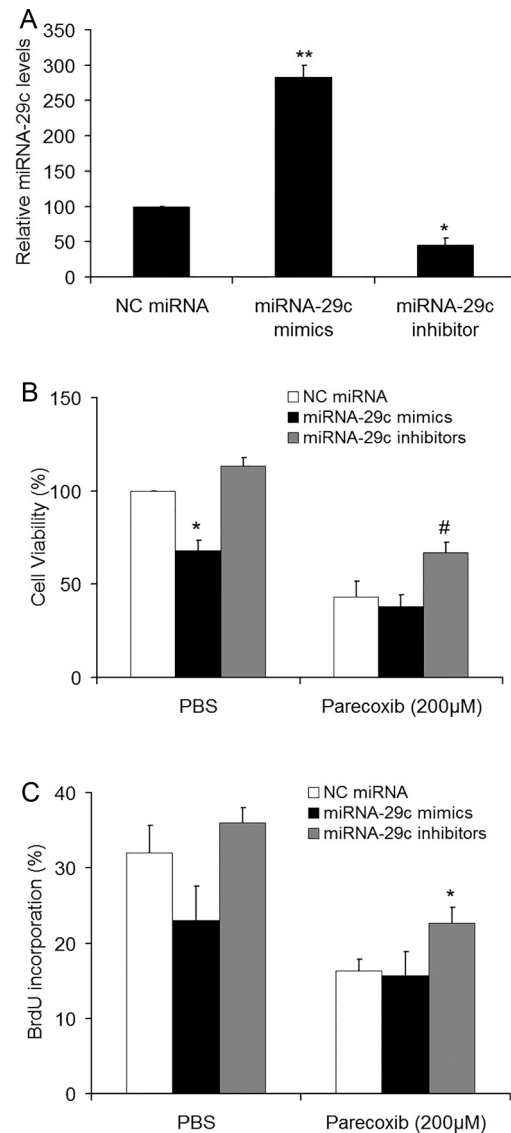 A
Relative miRNA-29c levels
350
300
250
200
150
100
50
0
**
*
NC miRNA
miRNA-29c
mimics
miRNA-29c
inhibitor
B
Cell Viability (%)
150
100
50
0
NC miRNA
miRNA-29c mimics
miRNA-29c inhibitors
*
#
PBS
Parecoxib (200µM)
C
BrdU incorporation (%)
40
30
20
10
0
NC miRNA
miRNA-29c mimics
miRNA-29c inhibitors
*
PBS
Parecoxib (200µM)